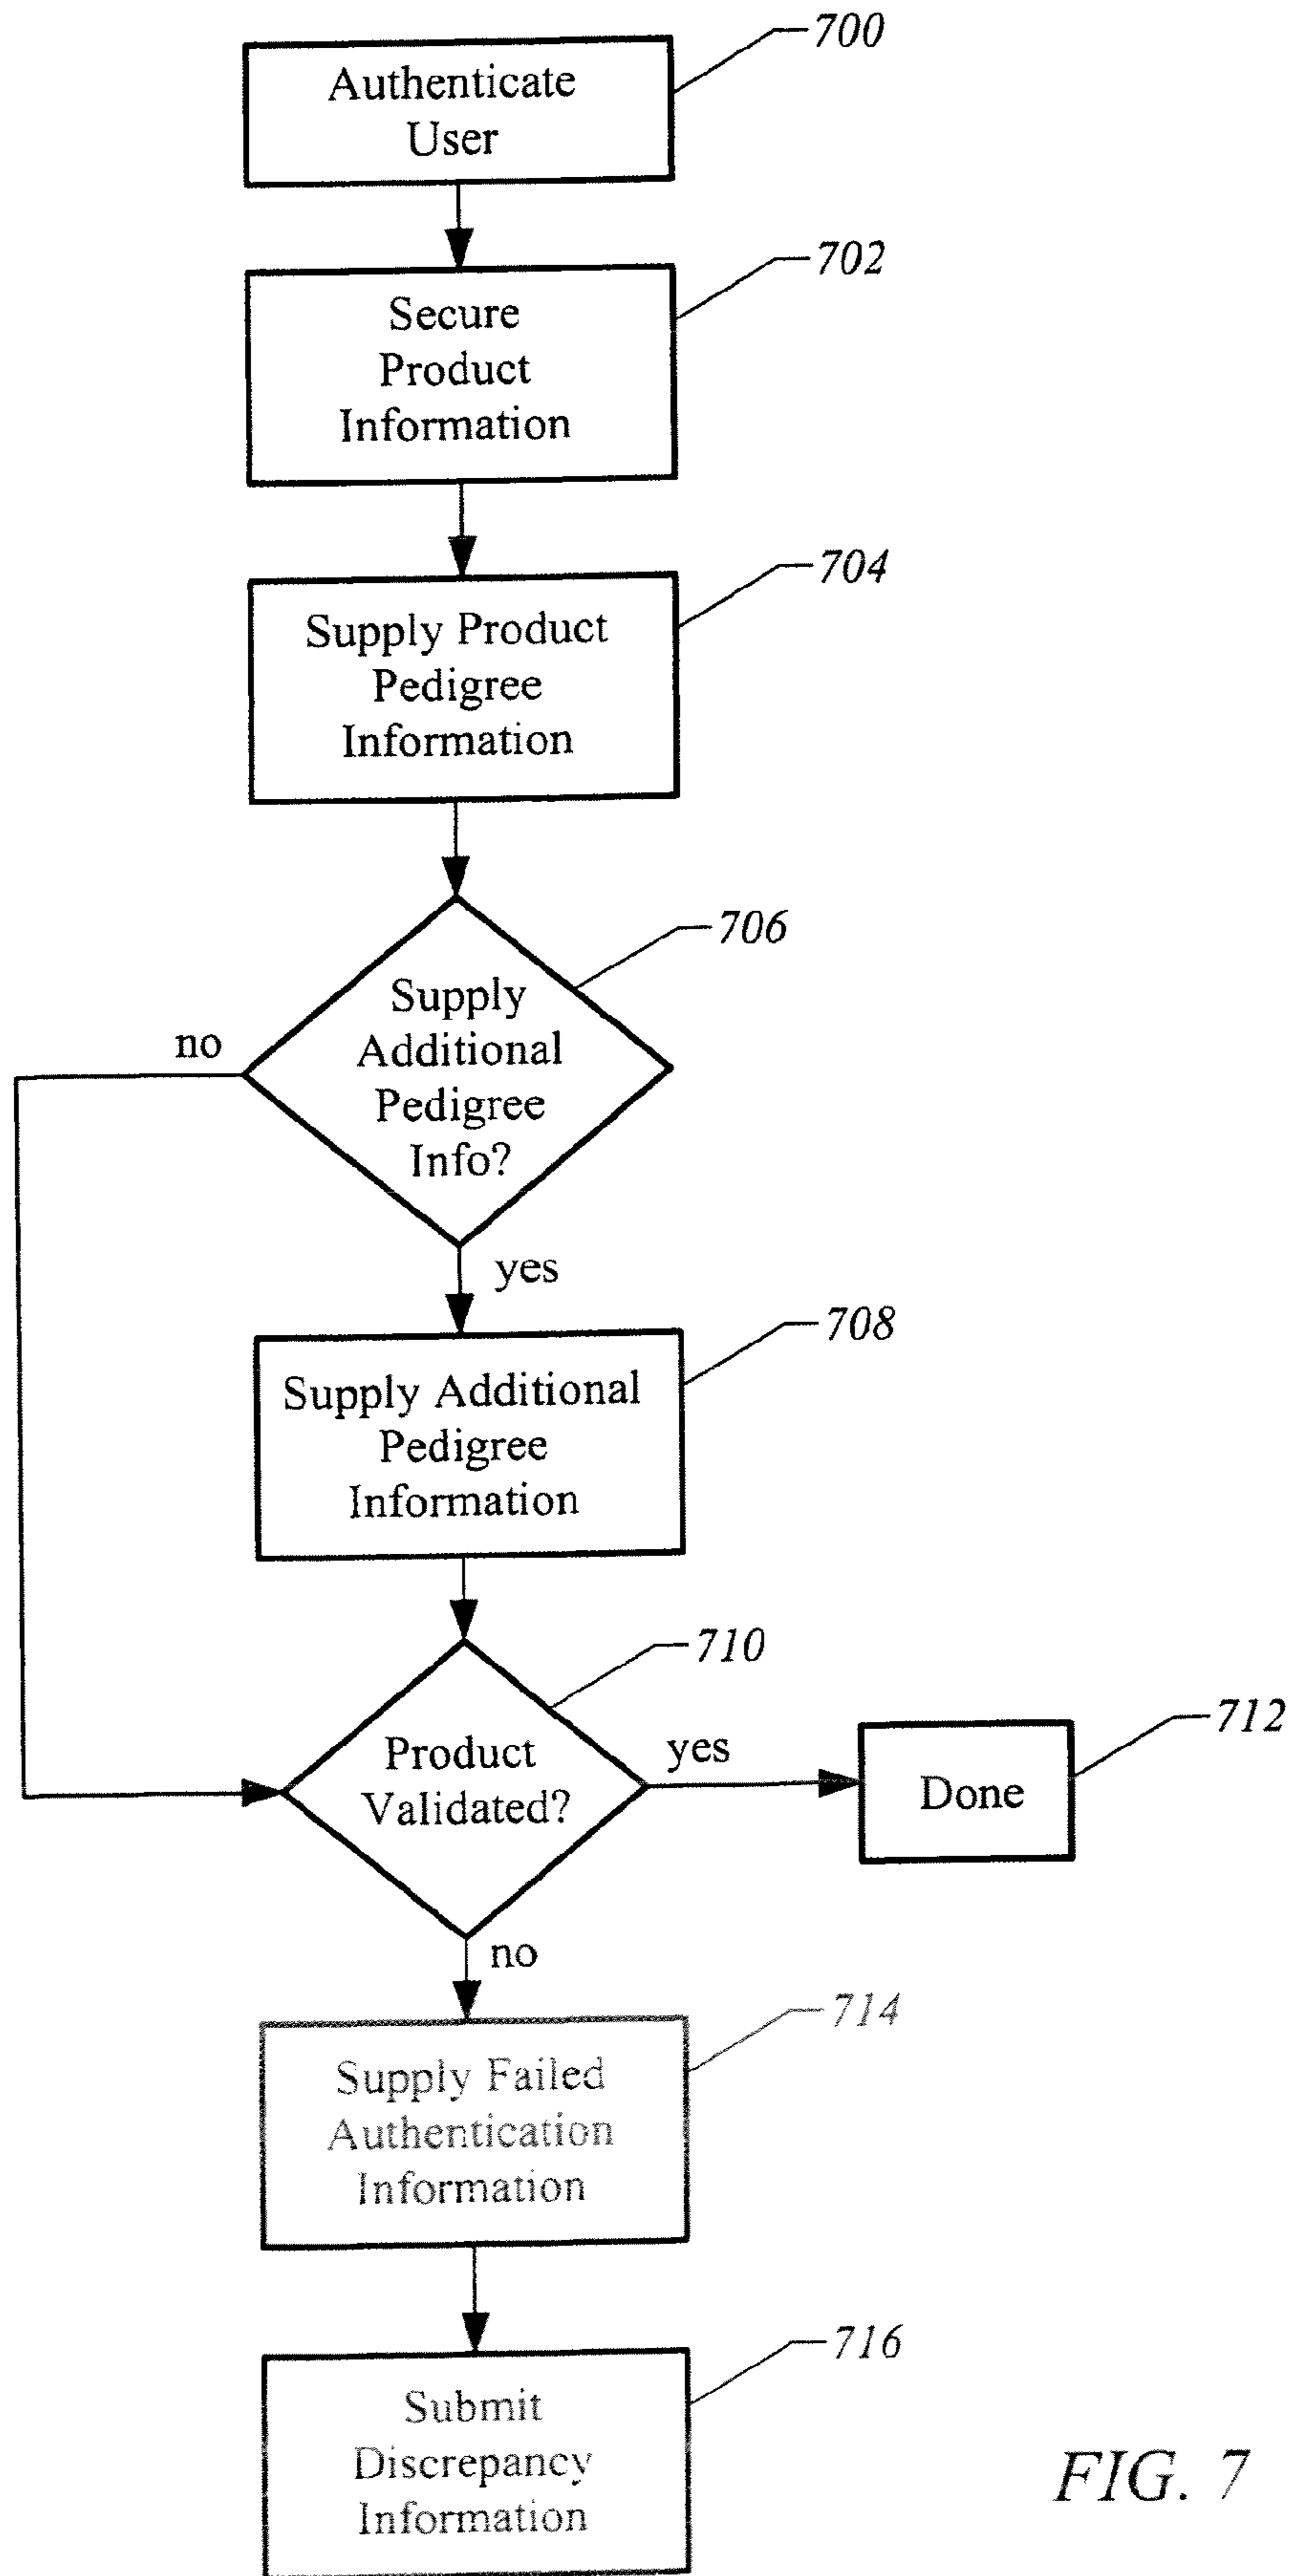 700
Authenticate
User
702
Secure
Product
Information
704
Supply Product
Pedigree
Information
706
Supply
Additional
Pedigree
Info?
no
yes
708
Supply Additional
Pedigree
Information
710
Product
Validated?
yes
712
Done
no
714
Supply Failed
Authentication
Information
716
Submit
Discrepancy
Information
FIG. 7